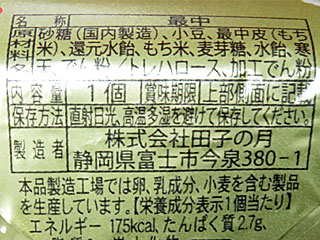 名称 最中
原材料名 砂糖(国内製造)、小豆、最中皮(もち
米)、還元水飴、もち米、麦芽糖、水飴、寒
天、でん粉/トレハロース、加工でん粉
内容量 1個 賞味期限 上部側面に記載
保存方法 直射日光、高温多湿を避けて保存してください。
製造者 株式会社田子の月
静岡県富士市今泉380-1
本品製造工場では卵、乳成分、小麦を含む製品
を生産しています。【栄養成分表示1個当たり】
エネルギー 175kcal、たんぱく質 2.7g、